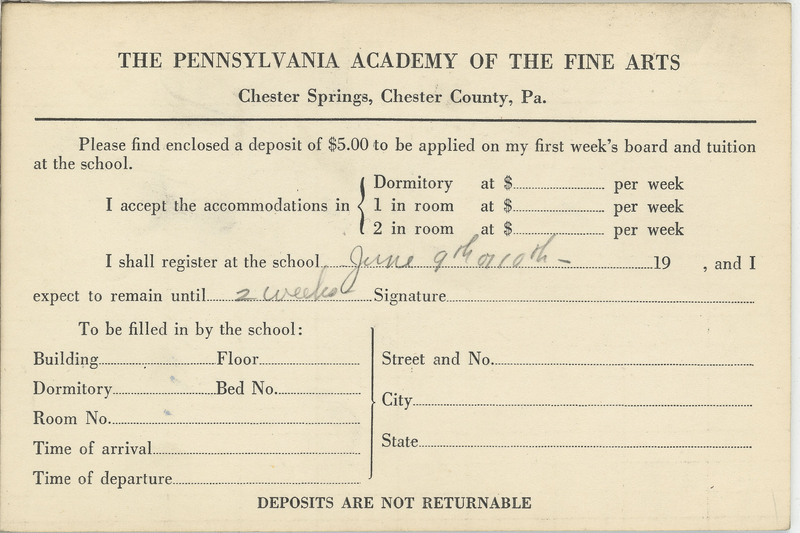 THE PENNSYLVANIA ACADEMY OF THE FINE ARTS
Chester Springs, Chester County, Pa.
Please find enclosed a deposit of $5.00 to be applied on my first week's board and tuition
at the school.
I accept the accommodations in
Dormitory at $ per week
1 in room at $ per week
2 in room at $ per week
I shall register at the school June 9th or 10th - 19 , and I
expect to remain until 2 weeks Signature
To be filled in by the school:
Building Floor
Dormitory Bed No.
Room No.
Time of arrival
Time of departure
Street and No.
City
State
DEPOSITS ARE NOT RETURNABLE